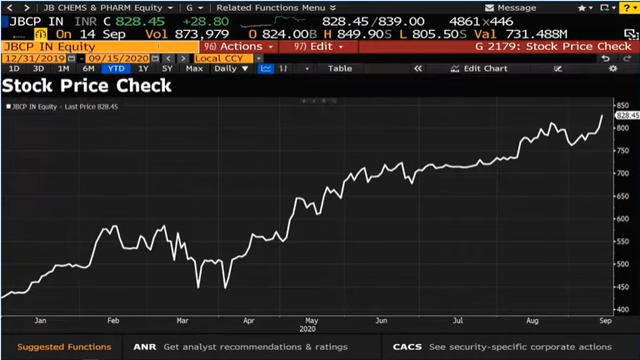 JB CHEMS & PHARM Equity G Related Functions Menu Message
JBCP IN INR C 828.45 +28.80 828.45/839.00 4861x446
On 14 Sep Vol 873,979 O 824.00B H 849.90S L 805.50S Val 731.488M
JBCP IN Equity 96) Actions 97) Edit G 2179: Stock Price Check
12/31/2019 - 09/15/2020 Local CCY
1D 3D 1M 6M YTD 1Y 5Y Max Daily Table Edit Chart
Stock Price Check
JBCP IN Equity - Last Price 828.45
850
828.45
800
750
700
650
600
550
500
450
400
Jan Feb Mar Apr May Jun Jul Aug Sep
2020
Suggested Functions ANR Get analyst recommendations & ratings CACS See security-specific corporate actions